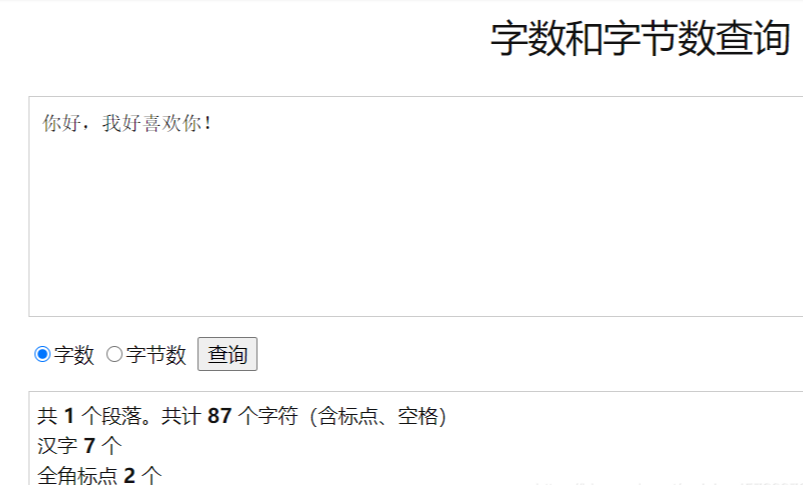 字数和字节数查询
你好，我好喜欢你！
字数 字节数 查询
共 1 个段落。共计 87 个字符（含标点、空格）
汉字 7 个
全角标点 2 个